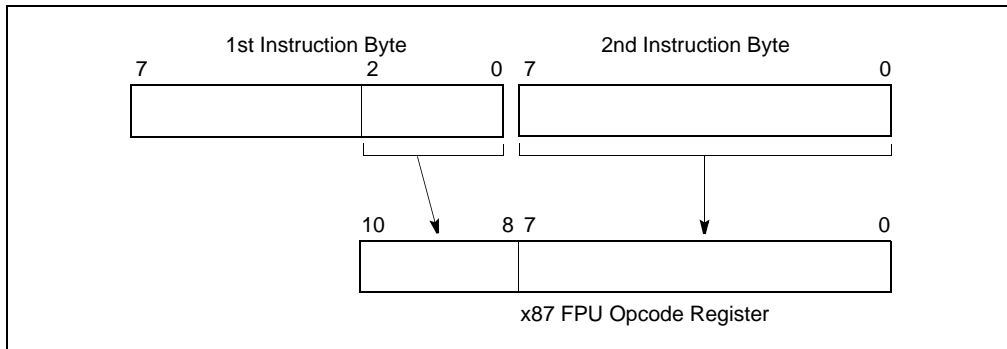 1st Instruction Byte 2nd Instruction Byte
7 2 0 7 0
10 8 7 0
x87 FPU Opcode Register